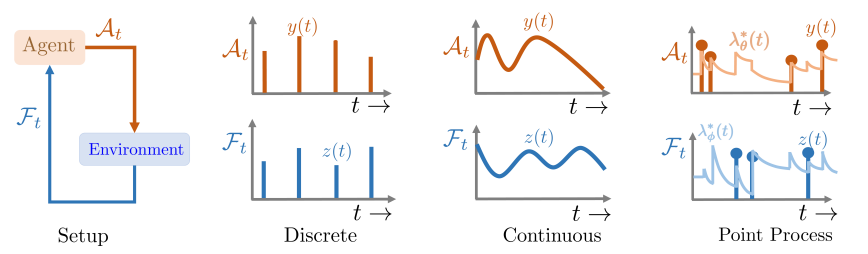 Agent
𝒜_t
ℱ_t
Environment
Setup
𝒜_t
y(t)
t →
ℱ_t
z(t)
t →
Discrete
𝒜_t
y(t)
t →
ℱ_t
z(t)
t →
Continuous
𝒜_t
λ*_θ(t)
y(t)
t →
ℱ_t
λ*_ϕ(t)
z(t)
t →
Point Process